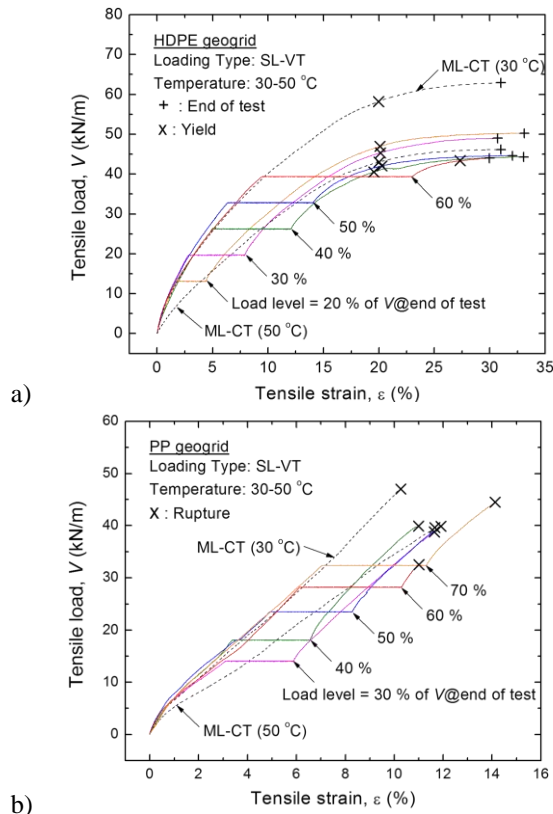 80
70
60
50
40
30
20
10
0
Tensile load, V (kN/m)
HDPE geogrid
Loading Type: SL-VT
Temperature: 30-50 °C
+ : End of test
x : Yield
ML-CT (30 °C)
60 %
50 %
40 %
30 %
Load level = 20 % of V@end of test
ML-CT (50 °C)
0 5 10 15 20 25 30 35
Tensile strain, ε (%)
a)
60
50
40
30
20
10
0
Tensile load, V (kN/m)
PP geogrid
Loading Type: SL-VT
Temperature: 30-50 °C
x : Rupture
ML-CT (30 °C)
70 %
60 %
50 %
40 %
Load level = 30 % of V@end of test
ML-CT (50 °C)
0 2 4 6 8 10 12 14 16
Tensile strain, ε (%)
b)